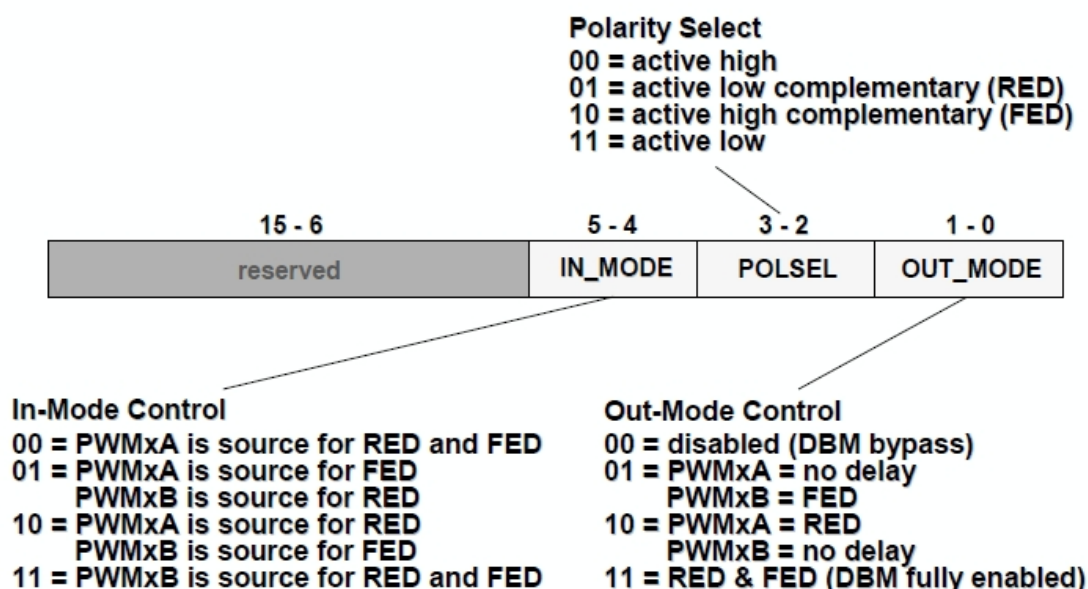 Polarity Select
00 = active high
01 = active low complementary (RED)
10 = active high complementary (FED)
11 = active low
15 - 6
5 - 4
3 - 2
1 - 0
reserved
IN_MODE
POLSEL
OUT_MODE
In-Mode Control
00 = PWMxA is source for RED and FED
01 = PWMxA is source for FED
PWMxB is source for RED
10 = PWMxA is source for RED
PWMxB is source for FED
11 = PWMxB is source for RED and FED
Out-Mode Control
00 = disabled (DBM bypass)
01 = PWMxA = no delay
PWMxB = FED
10 = PWMxA = RED
PWMxB = no delay
11 = RED & FED (DBM fully enabled)